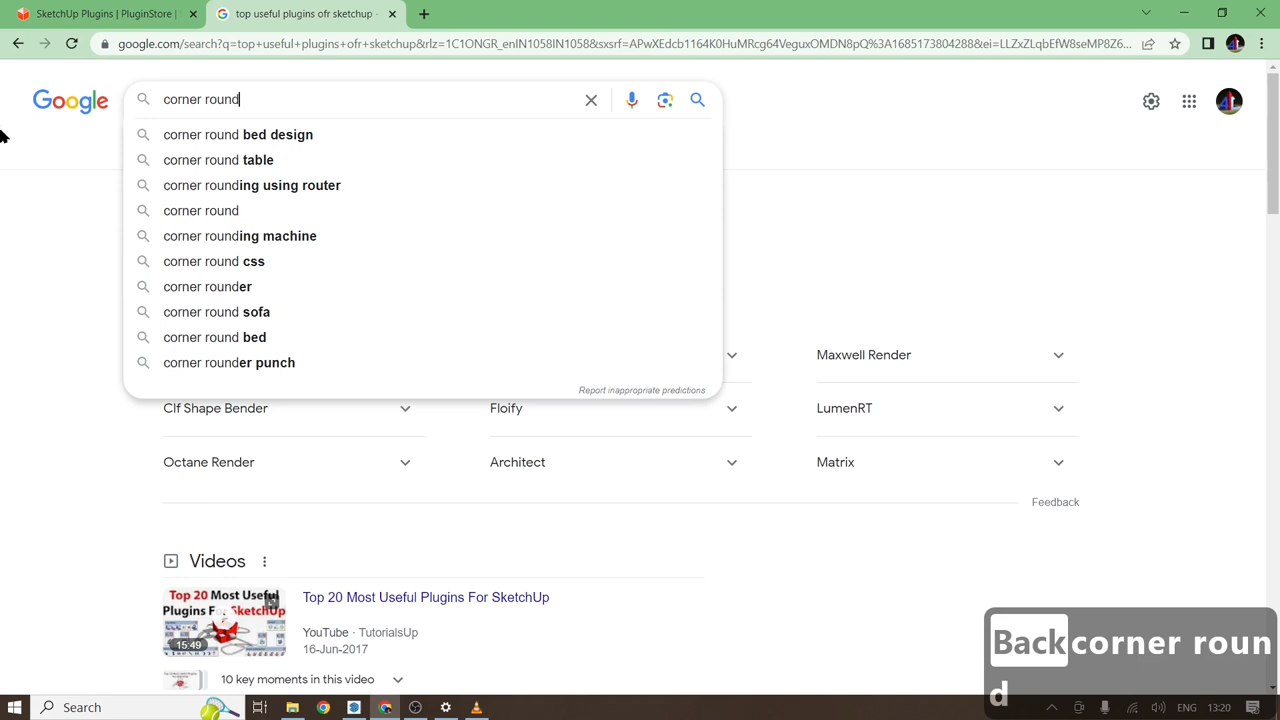 SketchUp Plugins | PluginStore |
top useful plugins ofr sketchup -
google.com/search?q=top+useful+plugins+ofr+sketchup&rlz=1C1ONGR_enIN1058IN1058&sxsrf=APwXEdcb1164K0HuMRcg64VeguxOMDN8pQ%3A1685173804288&ei=LLZxZLqbEfW8seMP8Z6...
Google
corner round
corner round bed design
corner round table
corner rounding using router
corner round
corner rounding machine
corner round css
corner rounder
corner round sofa
corner round bed
corner rounder punch
Report inappropriate predictions
Maxwell Render
Clf Shape Bender
Floify
LumenRT
Octane Render
Architect
Matrix
Feedback
Videos
Top 20 Most Useful
Plugins For SketchUp
15:49
Top 20 Most Useful Plugins For SketchUp
YouTube · TutorialsUp
16-Jun-2017
10 key moments in this video
Back corner roun
d
Search
ENG
13:20